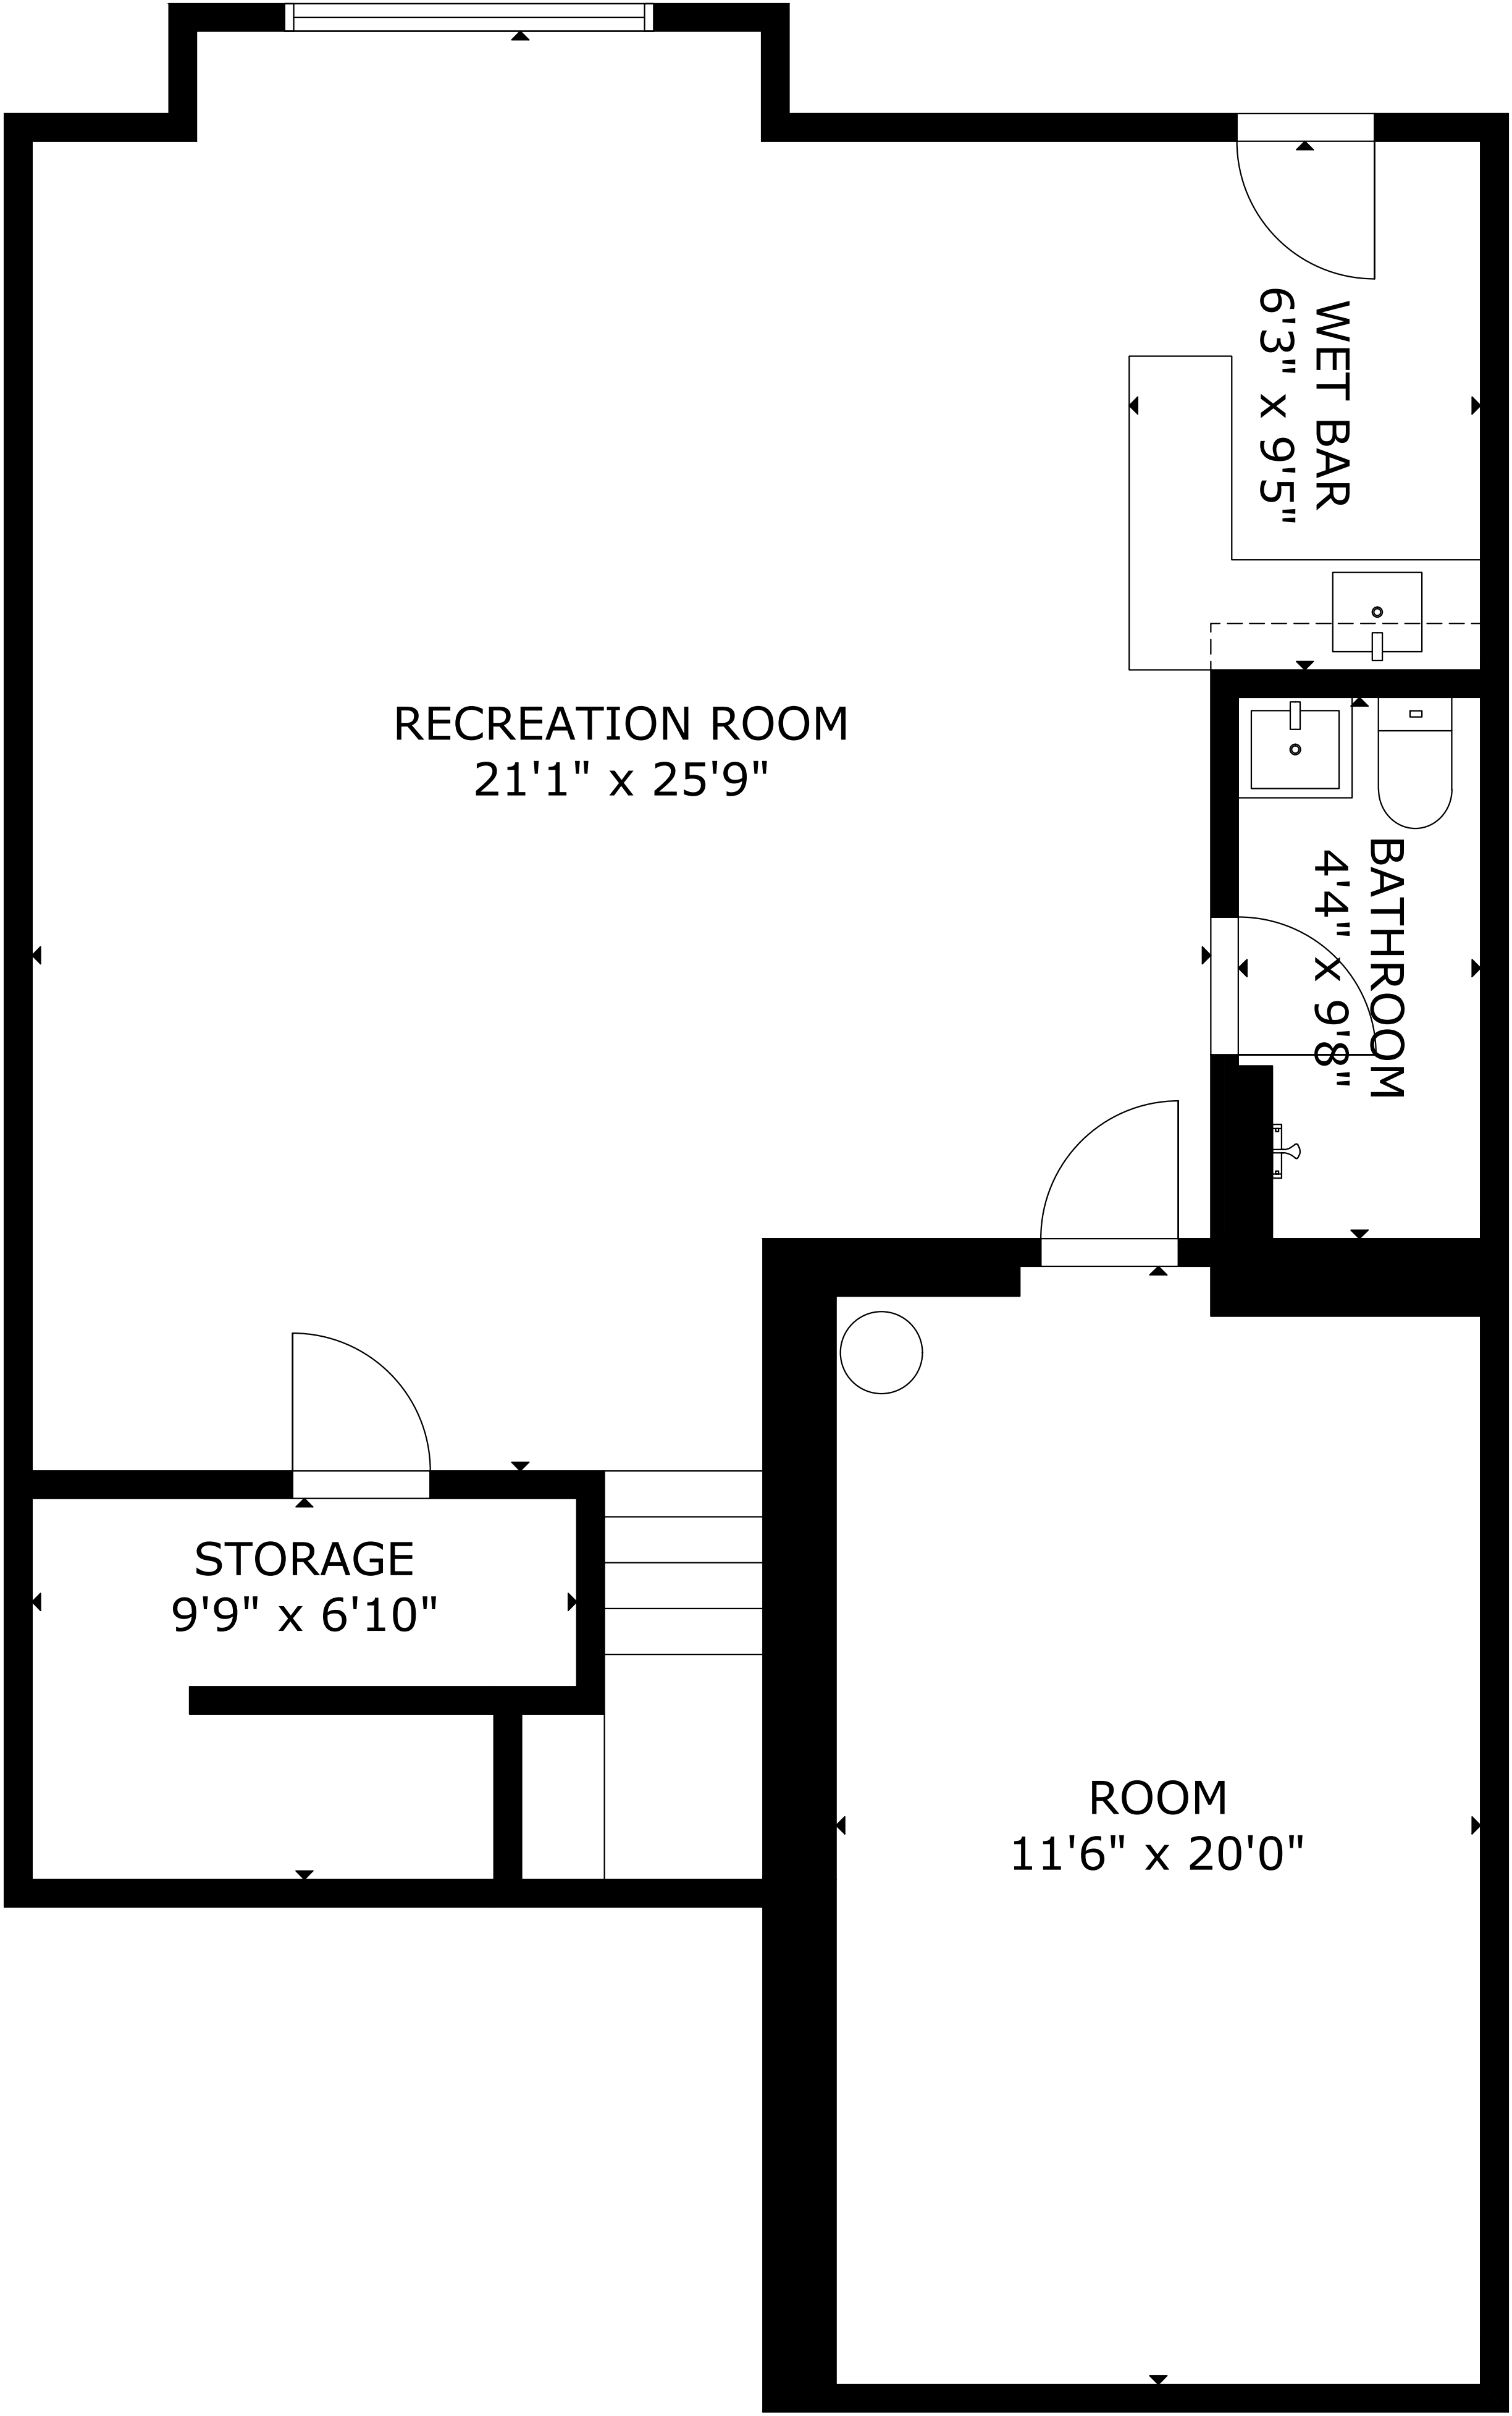 WET BAR
6'3" x 9'5"
RECREATION ROOM
21'1" x 25'9"
BATHROOM
4'4" x 9'8"
STORAGE
9'9" x 6'10"
ROOM
11'6" x 20'0"